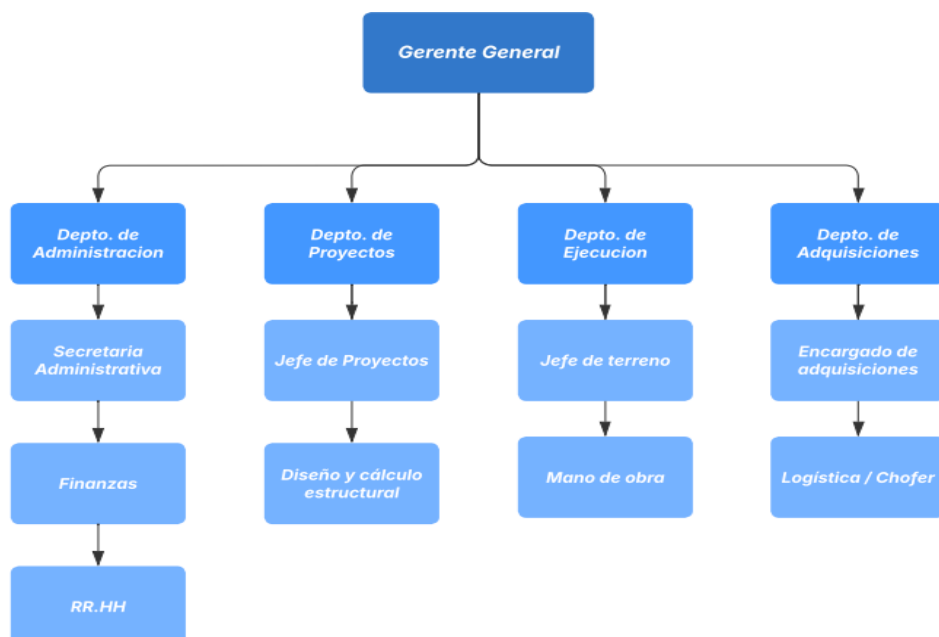 Gerente General
Depto. de
Administracion
Depto. de
Proyectos
Depto. de
Ejecucion
Depto. de
Adquisiciones
Secretaria
Administrativa
Jefe de Proyectos
Jefe de terreno
Encargado de
adquisiciones
Finanzas
Diseño y cálculo
estructural
Mano de obra
Logística / Chofer
RR.HH